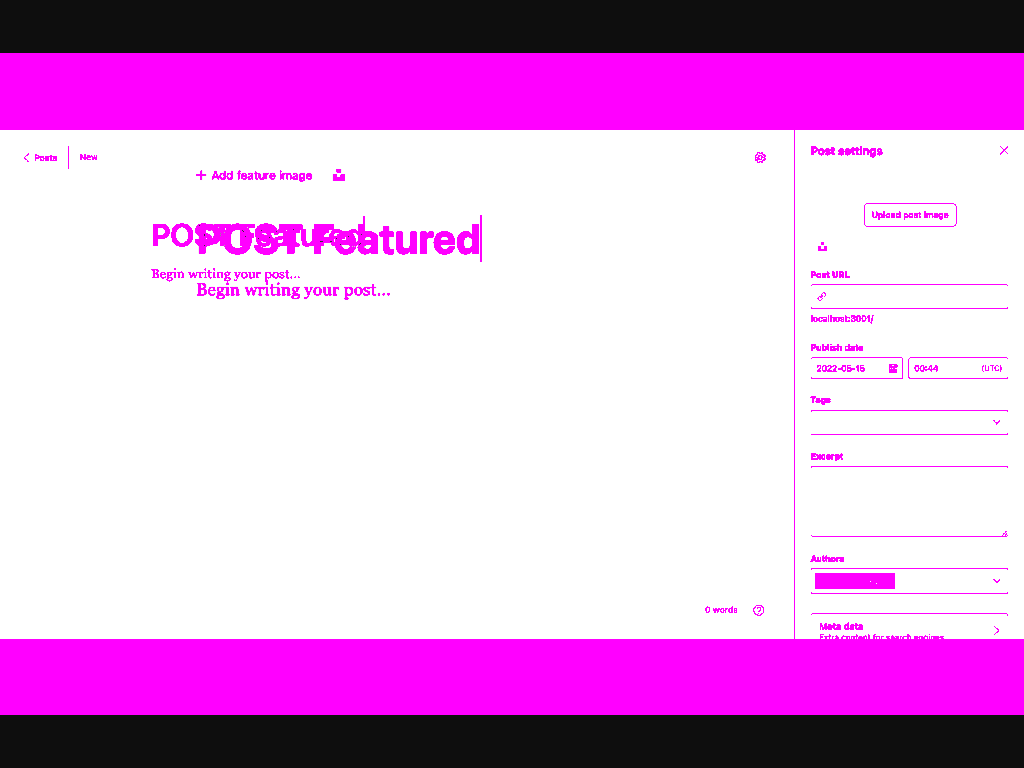 Posts
New
Add feature image
POST Featured
POST Featured
Begin writing your post...
Begin writing your post...
0 words
Post settings
Upload post image
Post URL
localhost:3001/
Publish date
2022-05-15
00:44
(UTC)
Tags
Excerpt
Authors
Meta data
Extra content for search engines